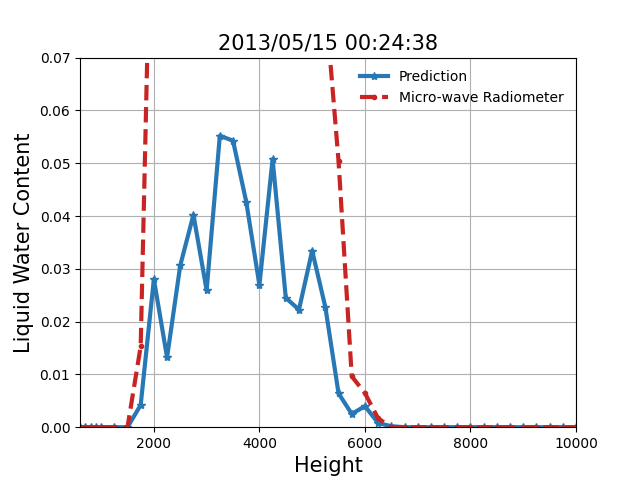 2013/05/15 00:24:38
0.07
0.06
0.05
0.04
0.03
0.02
0.01
0.00
Liquid Water Content
Prediction
Micro-wave Radiometer
2000 4000 6000 8000 10000
Height